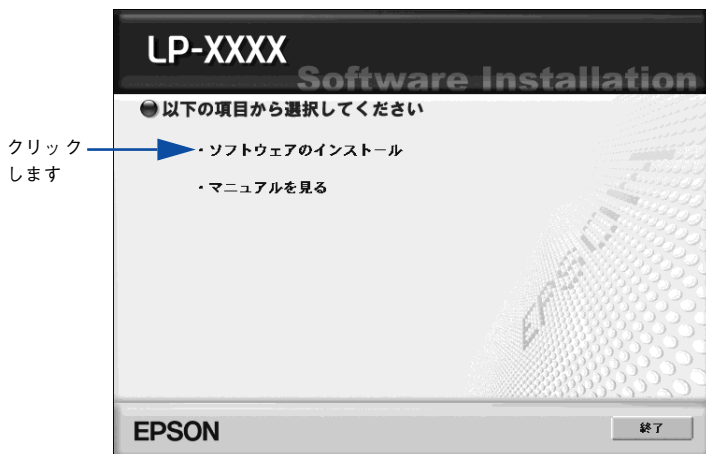 LP-XXXX
Software Installation
以下の項目から選択してください
クリック
します
・ソフトウェアのインストール
・マニュアルを見る
EPSON
EPSON
終了